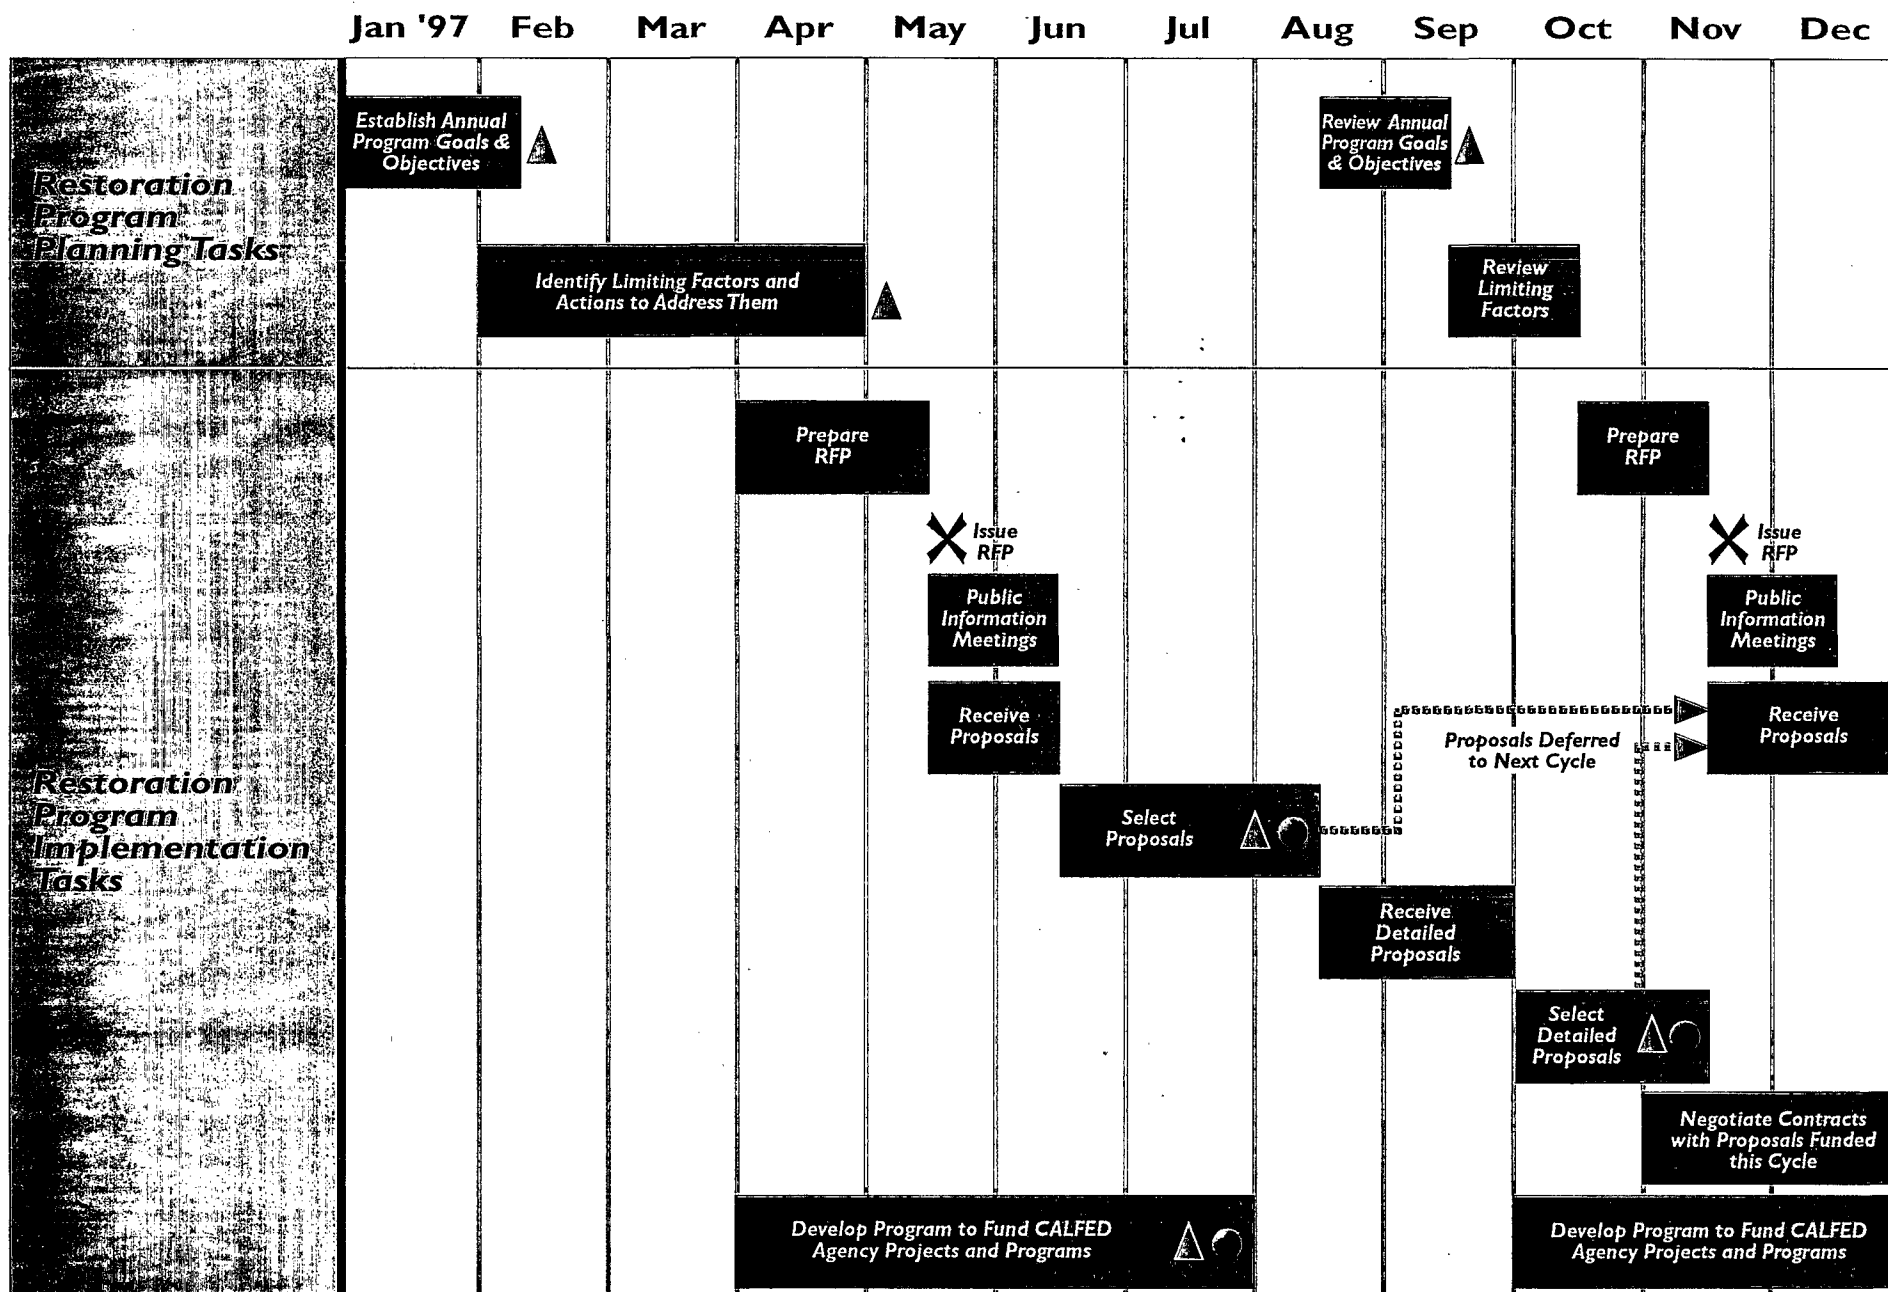 Jan '97 Feb Mar Apr May Jun Jul Aug Sep Oct Nov Dec
Restoration
Program
Planning Tasks
Establish Annual
Program Goals &
Objectives
Review Annual
Program Goals
& Objectives
Identify Limiting Factors and
Actions to Address Them
Review
Limiting
Factors
Restoration
Program
Implementation
Tasks
Prepare
RFP
Prepare
RFP
Issue
RFP
Issue
RFP
Public
Information
Meetings
Public
Information
Meetings
Receive
Proposals
Proposals Deferred
to Next Cycle
Receive
Proposals
Select
Proposals
Receive
Detailed
Proposals
Select
Detailed
Proposals
Negotiate Contracts
with Proposals Funded
this Cycle
Develop Program to Fund CALFED
Agency Projects and Programs
Develop Program to Fund CALFED
Agency Projects and Programs